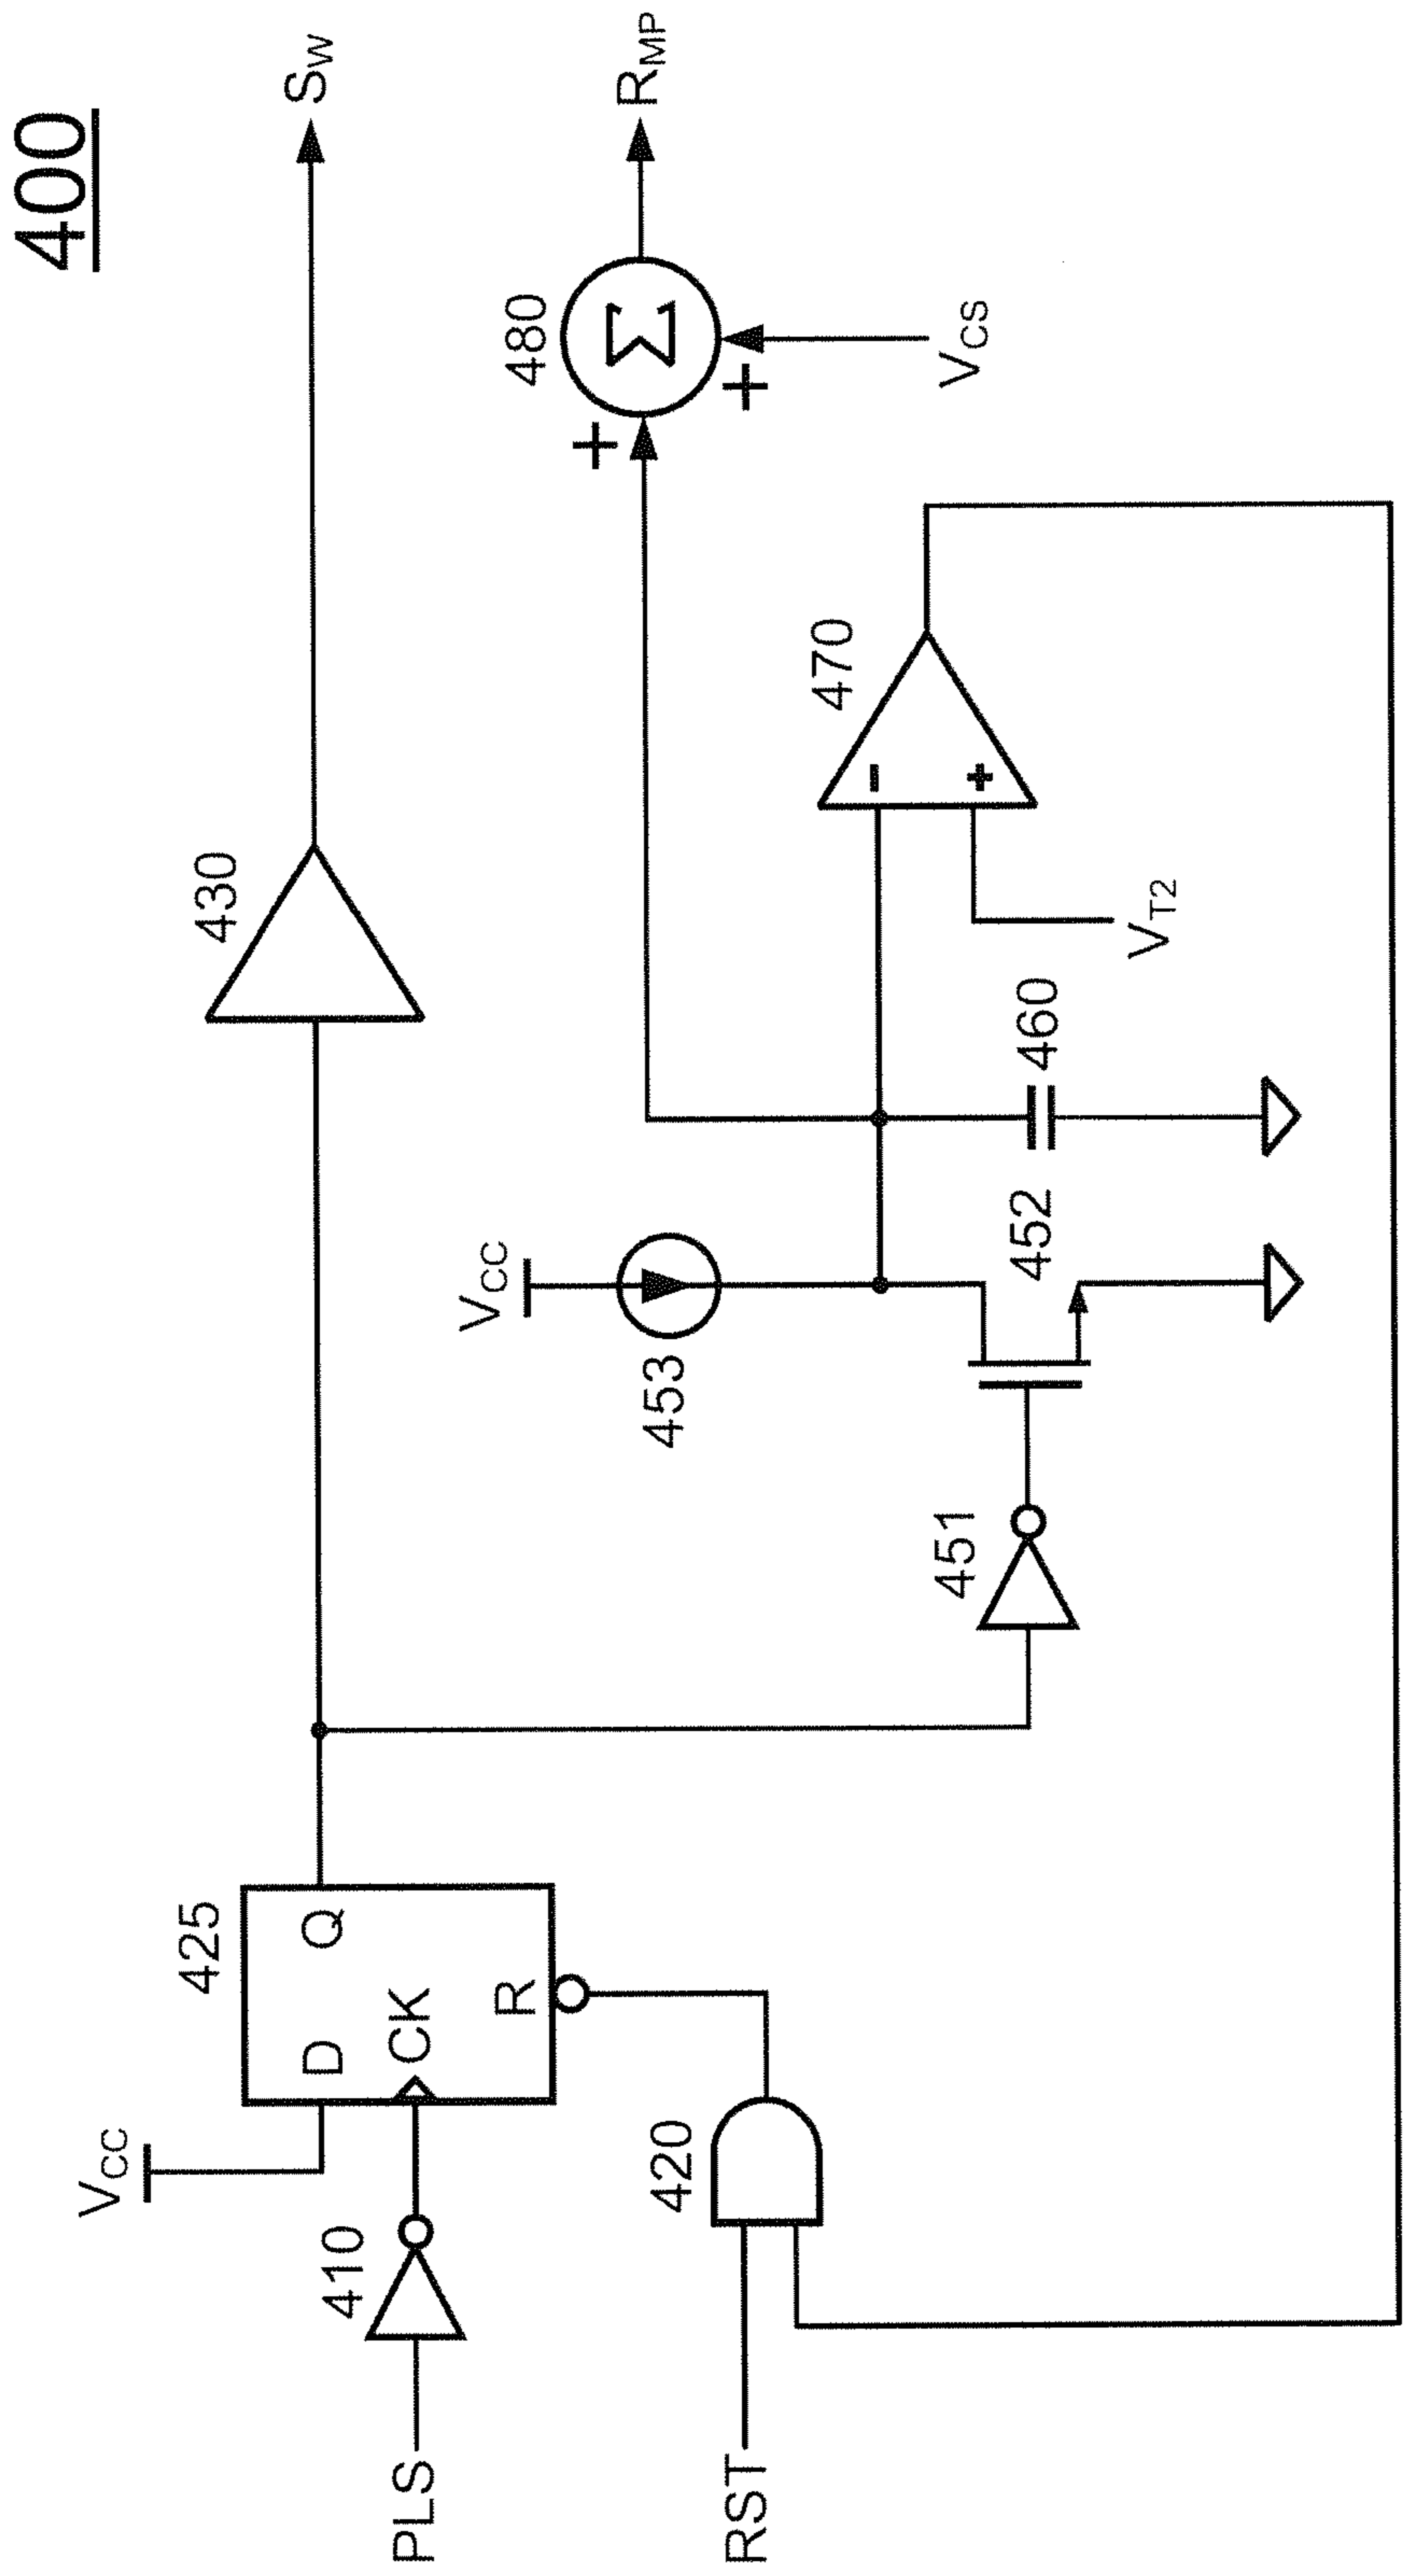 400
VCC
425
D
Q
CK
R
410
PLS
420
RST
430
SW
VCC
453
451
452
460
470
-
+
VT2
480
Σ
+
+
VCS
RMP